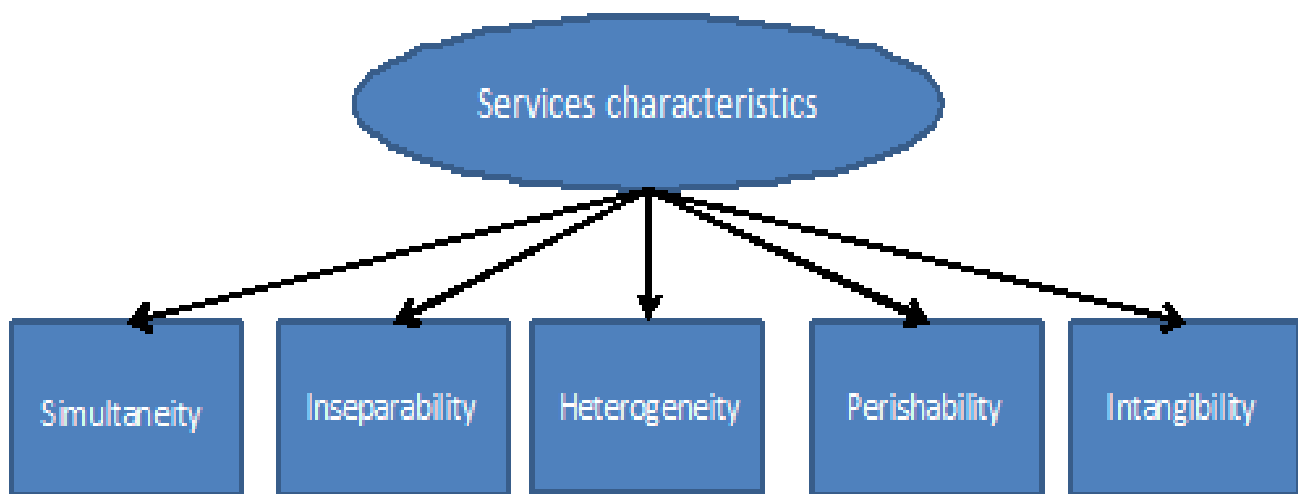 Services characteristics
Simultaneity
Inseparability
Heterogeneity
Perishability
Intangibility